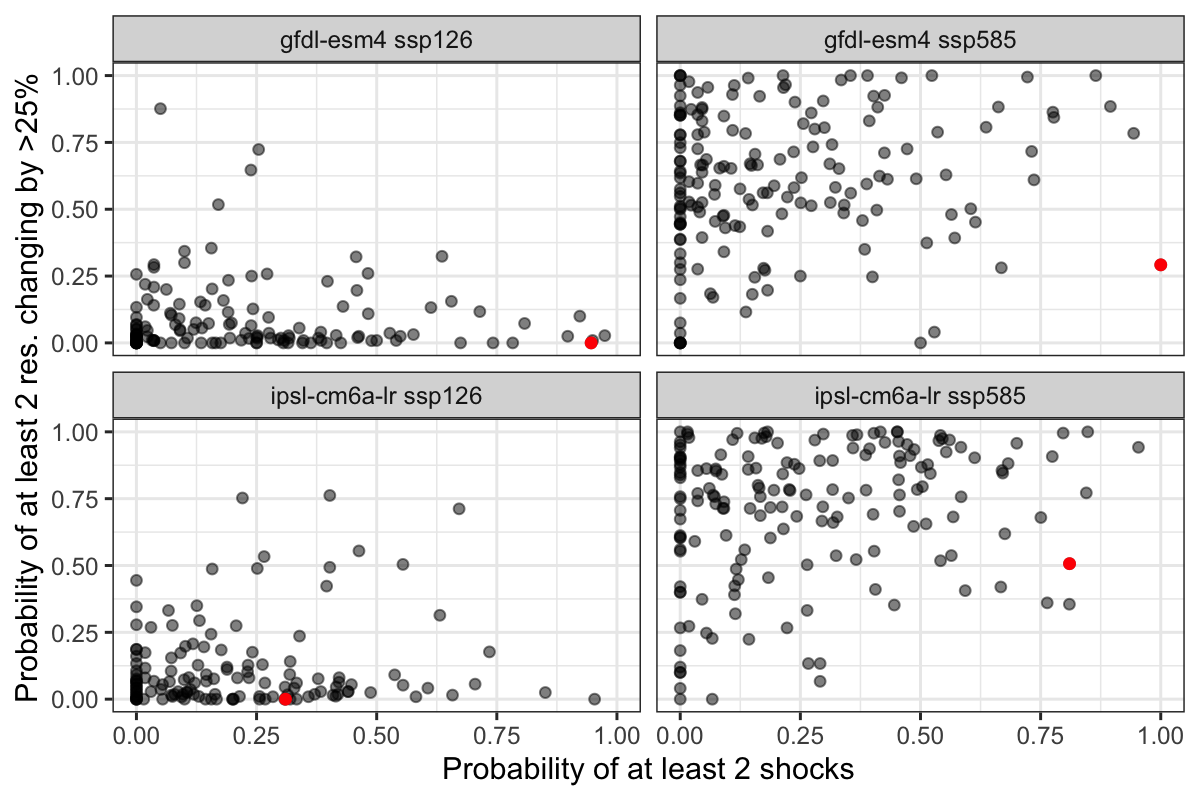 gfdl-esm4 ssp126
gfdl-esm4 ssp585
1.00
0.75
0.50
0.25
0.00
ipsl-cm6a-lr ssp126
ipsl-cm6a-lr ssp585
1.00
0.75
0.50
0.25
0.00
0.00 0.25 0.50 0.75 1.00
0.00 0.25 0.50 0.75 1.00
Probability of at least 2 shocks
Probability of at least 2 res. changing by >25%